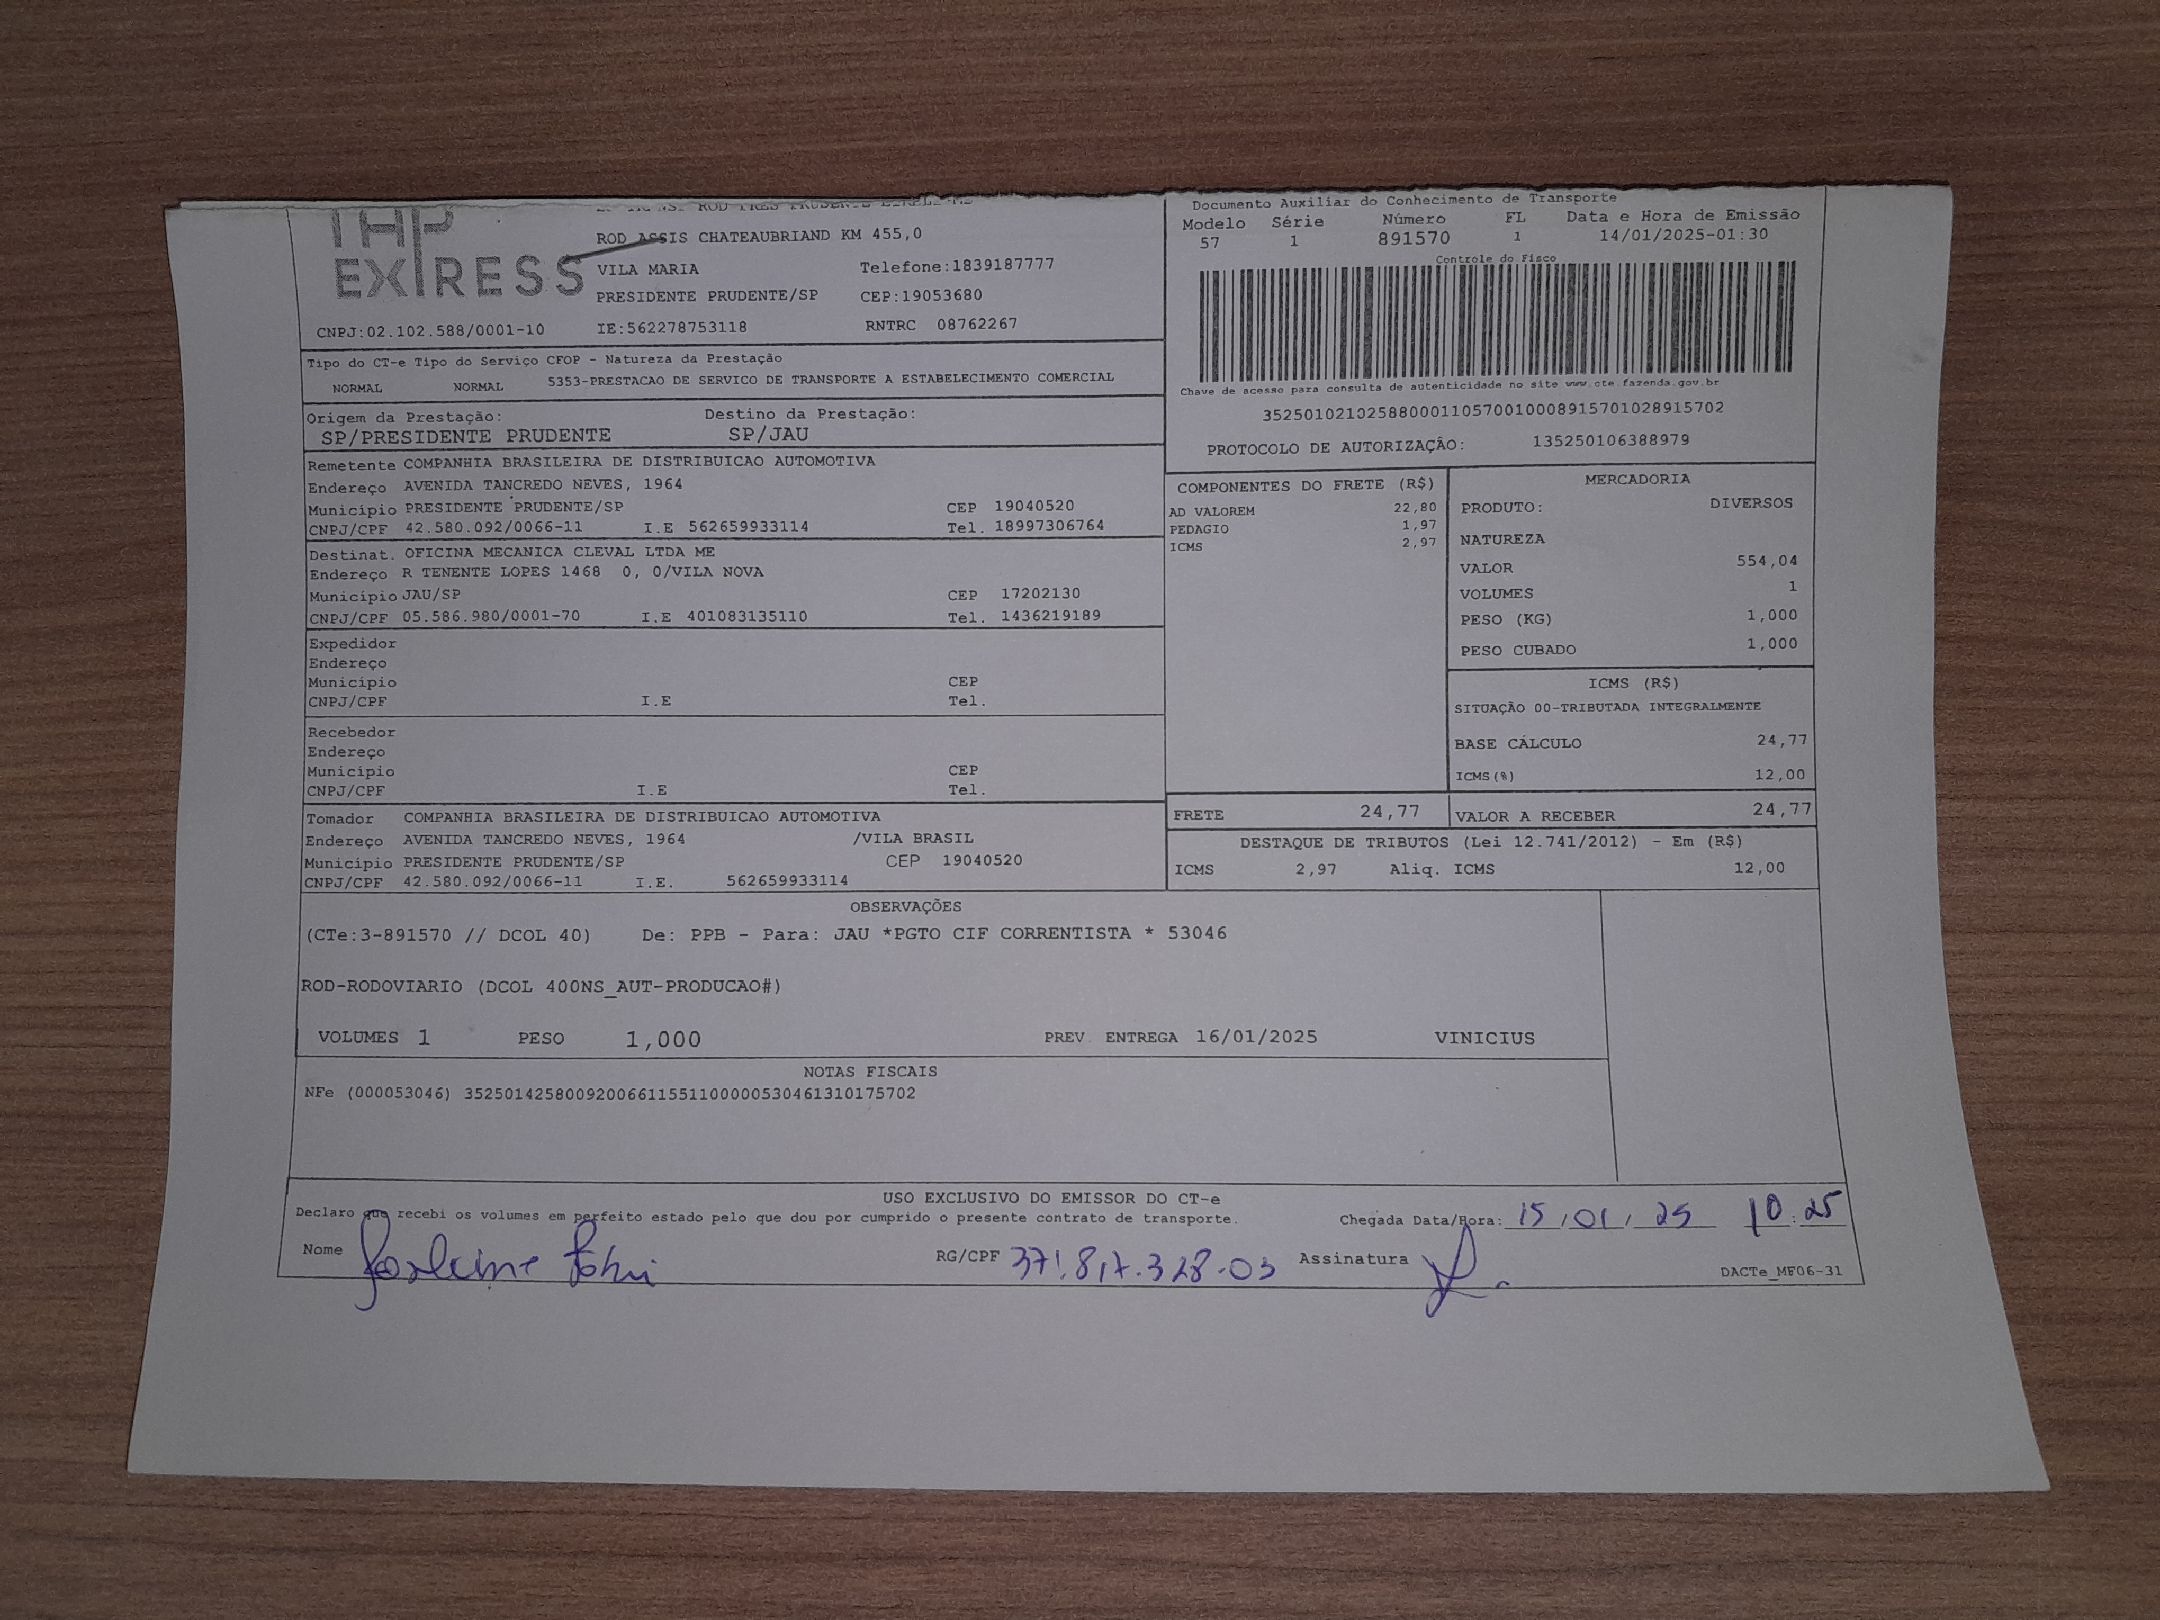 EXPRESS
ROD ASSIS CHATEAUBRIAND KM 455,0
VILA MARIA Telefone:1839187777
PRESIDENTE PRUDENTE/SP CEP:19053680
CNPJ:02.102.588/0001-10 IE:562278753118 RNTRC 08762267
Documento Auxiliar do Conhecimento de Transporte
Modelo Série Número FL Data e Hora de Emissão
57 1 891570 1 14/01/2025-01:30
Controle do Fisco
Chave de acesso para consulta de autenticidade no site www.cte.fazenda.gov.br
35250102102588000110570010008915701028915702
PROTOCOLO DE AUTORIZAÇÃO: 135250106388979
Tipo do CT-e Tipo do Serviço CFOP - Natureza da Prestação
NORMAL NORMAL 5353-PRESTACAO DE SERVICO DE TRANSPORTE A ESTABELECIMENTO COMERCIAL
Origem da Prestação: Destino da Prestação:
SP/PRESIDENTE PRUDENTE SP/JAU
Remetente COMPANHIA BRASILEIRA DE DISTRIBUICAO AUTOMOTIVA
Endereço AVENIDA TANCREDO NEVES, 1964
Município PRESIDENTE PRUDENTE/SP CEP 19040520
CNPJ/CPF 42.580.092/0066-11 I.E 562659933114 Tel. 18997306764
Destinat. OFICINA MECANICA CLEVAL LTDA ME
Endereço R TENENTE LOPES 1468 0, 0/VILA NOVA
Município JAU/SP CEP 17202130
CNPJ/CPF 05.586.980/0001-70 I.E 401083135110 Tel. 1436219189
Expedidor
Endereço
Município CEP
CNPJ/CPF I.E Tel.
Recebedor
Endereço
Município CEP
CNPJ/CPF I.E Tel.
Tomador COMPANHIA BRASILEIRA DE DISTRIBUICAO AUTOMOTIVA
Endereço AVENIDA TANCREDO NEVES, 1964 /VILA BRASIL
Município PRESIDENTE PRUDENTE/SP CEP 19040520
CNPJ/CPF 42.580.092/0066-11 I.E. 562659933114
COMPONENTES DO FRETE (R$)
AD VALOREM 22,80
PEDAGIO 1,97
ICMS 2,97
MERCADORIA
PRODUTO: DIVERSOS
NATUREZA
VALOR 554,04
VOLUMES 1
PESO (KG) 1,000
PESO CUBADO 1,000
ICMS (R$)
SITUAÇÃO 00-TRIBUTADA INTEGRALMENTE
BASE CÁLCULO 24,77
ICMS(%) 12,00
FRETE 24,77 VALOR A RECEBER 24,77
DESTAQUE DE TRIBUTOS (Lei 12.741/2012) - Em (R$)
ICMS 2,97 Aliq. ICMS 12,00
OBSERVAÇÕES
(CTe:3-891570 // DCOL 40) De: PPB - Para: JAU *PGTO CIF CORRENTISTA * 53046
ROD-RODOVIARIO (DCOL 400NS_AUT-PRODUCAO#)
VOLUMES 1 PESO 1,000 PREV. ENTREGA 16/01/2025 VINICIUS
NOTAS FISCAIS
NFe (000053046) 35250142580092006611551100000530461310175702
USO EXCLUSIVO DO EMISSOR DO CT-e
Declaro que recebi os volumes em perfeito estado pelo que dou por cumprido o presente contrato de transporte. Chegada Data/Hora: 15/01/25 10:25
Nome RG/CPF Assinatura
DACTe_MF06-31